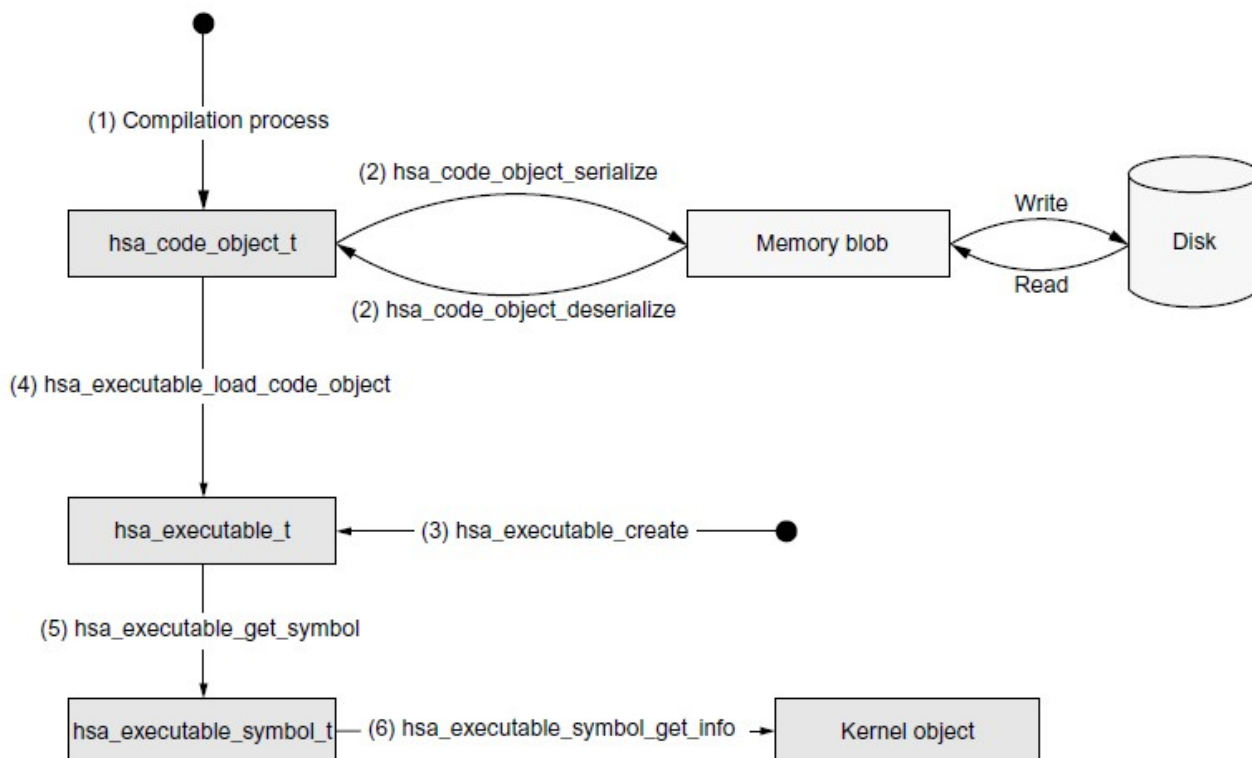 (1) Compilation process
(2) hsa_code_object_serialize
Write
hsa_code_object_t
Memory blob
Disk
Read
(2) hsa_code_object_deserialize
(4) hsa_executable_load_code_object
hsa_executable_t
(3) hsa_executable_create
(5) hsa_executable_get_symbol
hsa_executable_symbol_t
(6) hsa_executable_symbol_get_info
Kernel object